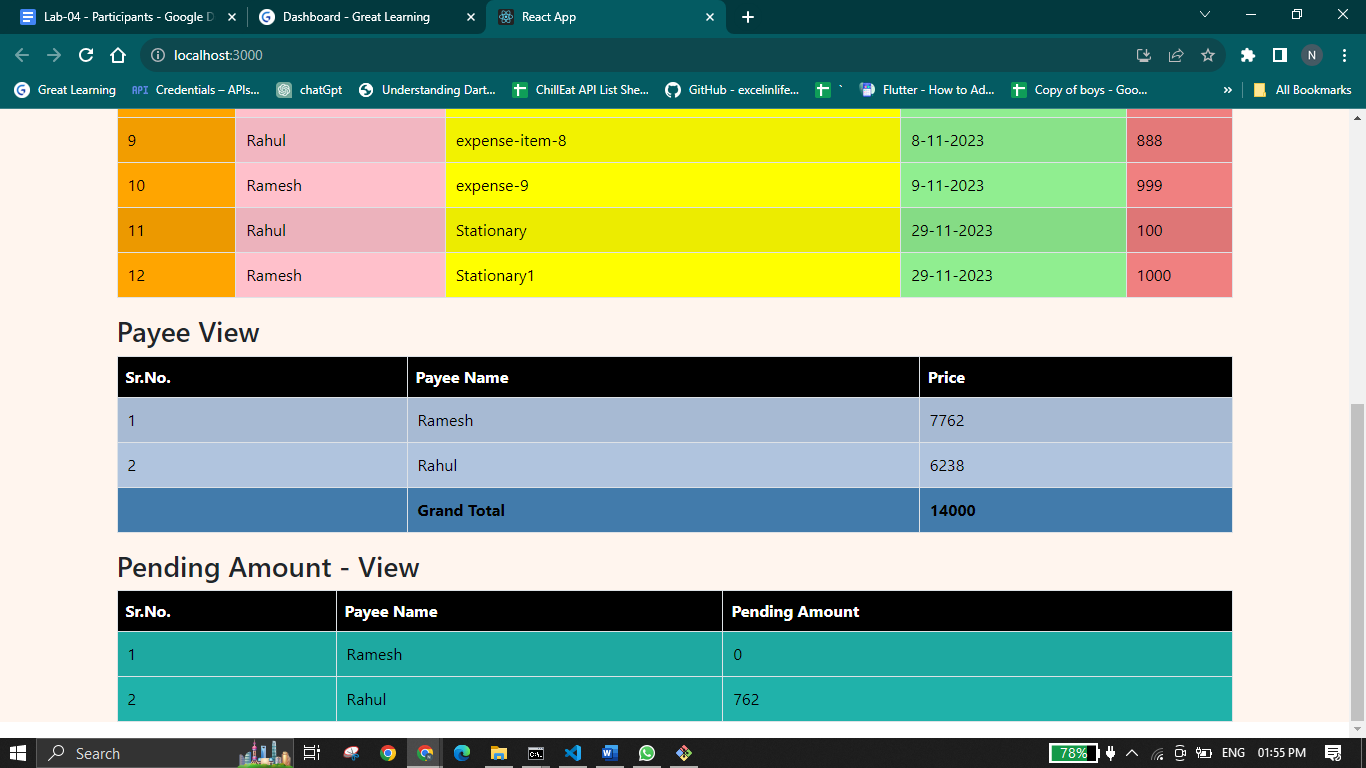 Lab-04 - Participants - Google D
Dashboard - Great Learning
React App
localhost:3000
N
Great Learning
API Credentials – APIs...
chatGpt
Understanding Dart...
ChillEat API List She...
GitHub - excelinlife...
`
Flutter - How to Ad...
Copy of boys - Goo...
»
All Bookmarks
9 Rahul expense-item-8 8-11-2023 888
10 Ramesh expense-9 9-11-2023 999
11 Rahul Stationary 29-11-2023 100
12 Ramesh Stationary1 29-11-2023 1000
Payee View
Sr.No. Payee Name Price
1 Ramesh 7762
2 Rahul 6238
Grand Total 14000
Pending Amount - View
Sr.No. Payee Name Pending Amount
1 Ramesh 0
2 Rahul 762
Search
78%
ENG
01:55 PM